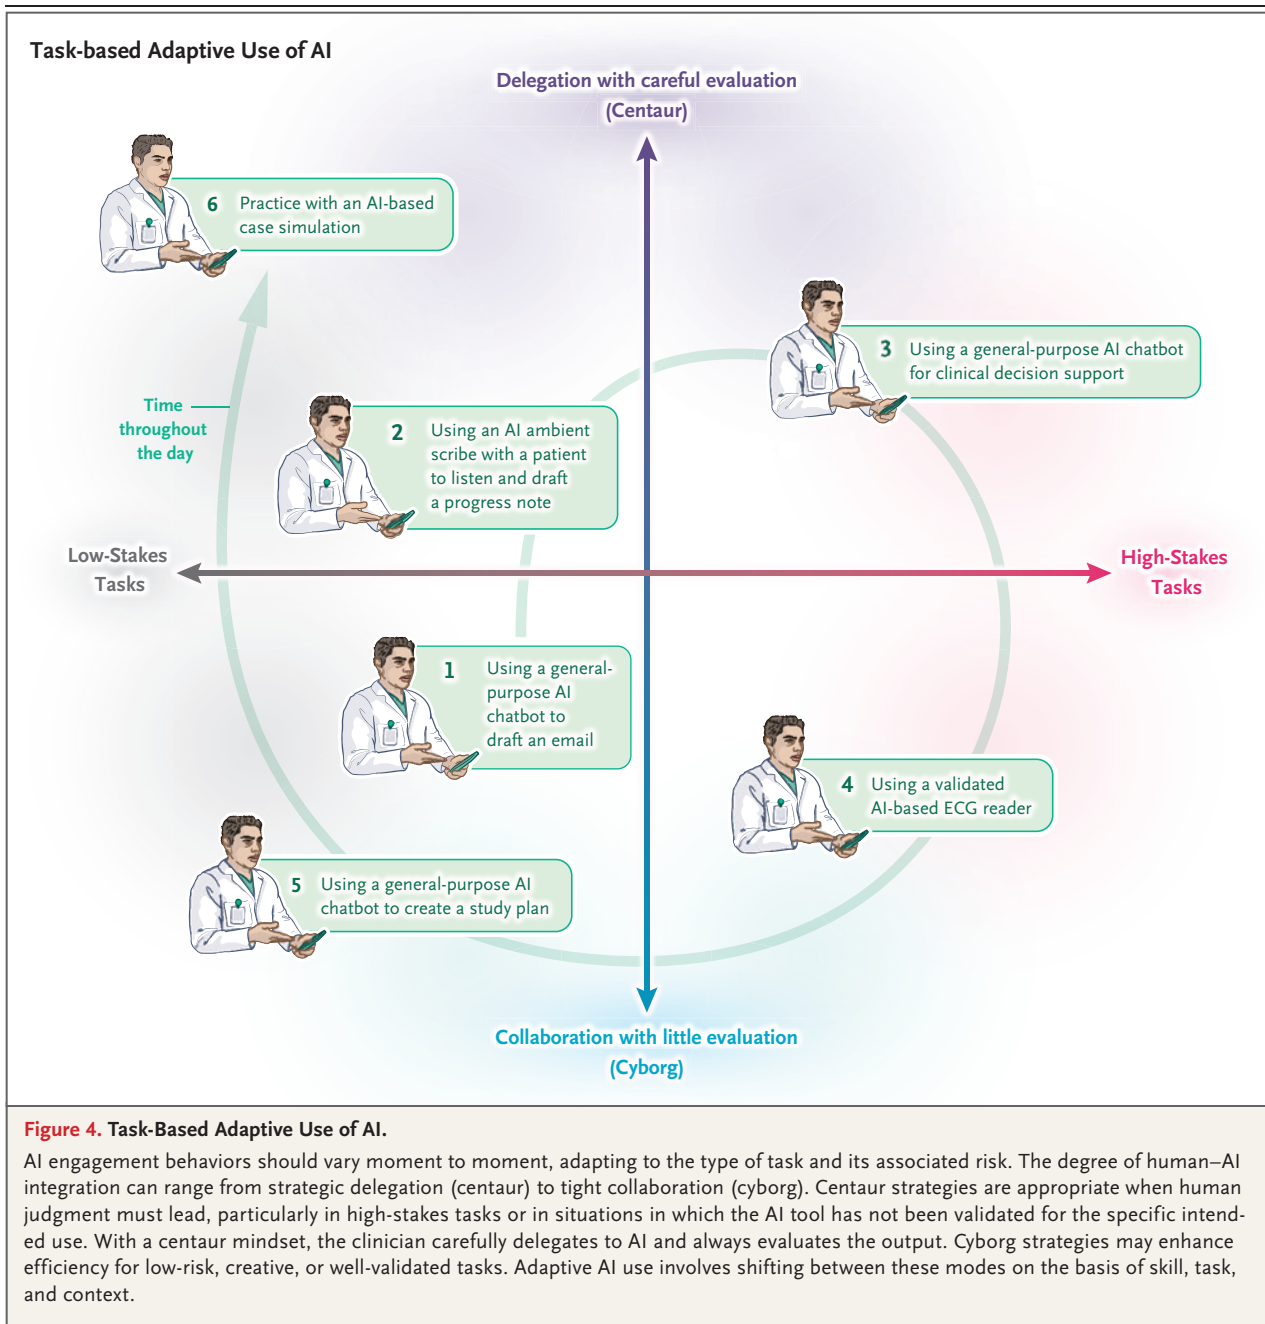 Task-based Adaptive Use of AI
Delegation with careful evaluation
(Centaur)
6 Practice with an AI-based
case simulation
3 Using a general-purpose AI chatbot
for clinical decision support
Time
throughout
the day
2 Using an AI ambient
scribe with a patient
to listen and draft
a progress note
Low-Stakes
Tasks
High-Stakes
Tasks
1 Using a general-
purpose AI
chatbot to
draft an email
4 Using a validated
AI-based ECG reader
5 Using a general-purpose AI
chatbot to create a study plan
Collaboration with little evaluation
(Cyborg)
Figure 4. Task-Based Adaptive Use of AI.
AI engagement behaviors should vary moment to moment, adapting to the type of task and its associated risk. The degree of human–AI
integration can range from strategic delegation (centaur) to tight collaboration (cyborg). Centaur strategies are appropriate when human
judgment must lead, particularly in high-stakes tasks or in situations in which the AI tool has not been validated for the specific intend-
ed use. With a centaur mindset, the clinician carefully delegates to AI and always evaluates the output. Cyborg strategies may enhance
efficiency for low-risk, creative, or well-validated tasks. Adaptive AI use involves shifting between these modes on the basis of skill, task,
and context.